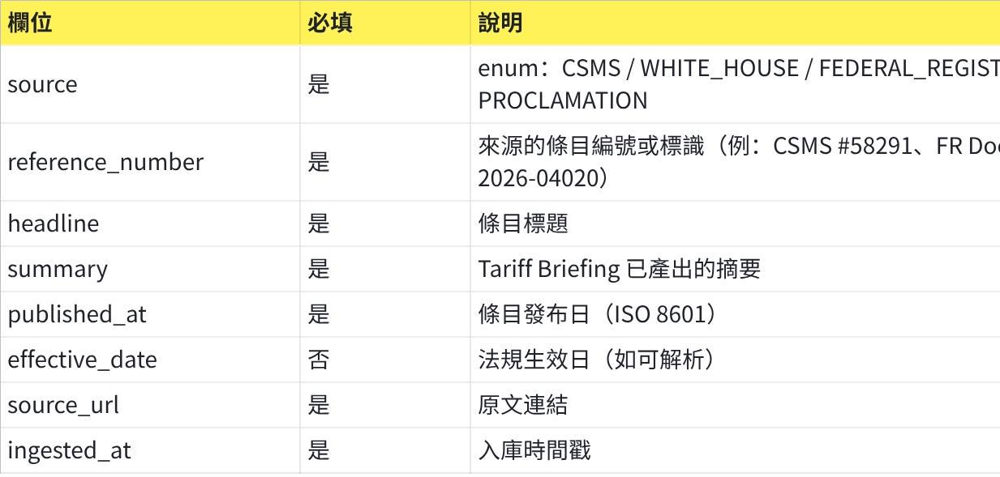 欄位 必填 說明
source 是 enum：CSMS / WHITE_HOUSE / FEDERAL_REGIST
PROCLAMATION
reference_number 是 來源的條目編號或標識（例：CSMS #58291、FR Doc
2026-04020）
headline 是 條目標題
summary 是 Tariff Briefing 已產出的摘要
published_at 是 條目發布日（ISO 8601）
effective_date 否 法規生效日（如可解析）
source_url 是 原文連結
ingested_at 是 入庫時間戳